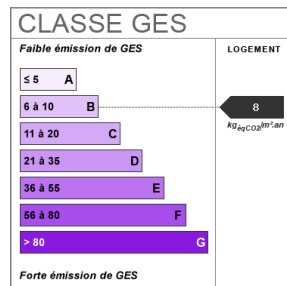 CLASSE GES
Faible émission de GES
LOGEMENT
≤ 5 A
6 à 10 B
8
kgéqCO2/m².an
11 à 20 C
21 à 35 D
36 à 55 E
56 à 80 F
> 80 G
Forte émission de GES